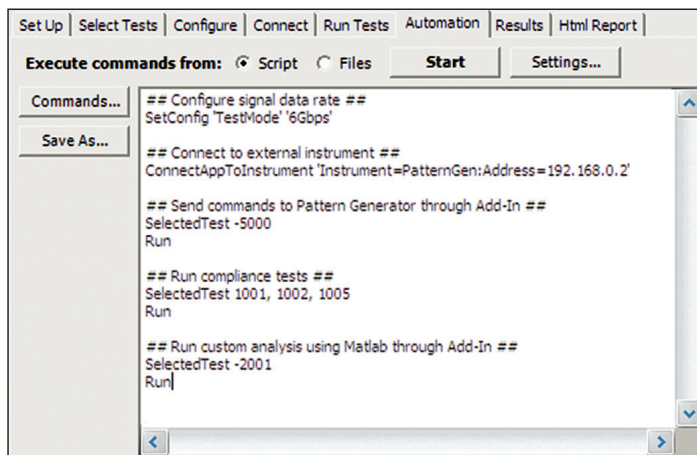 Set Up | Select Tests | Configure | Connect | Run Tests | Automation | Results | Html Report
Execute commands from: Script Files Start Settings...
Commands...
Save As...
## Configure signal data rate ##
SetConfig 'TestMode' '6Gbps'
## Connect to external instrument ##
ConnectAppToInstrument 'Instrument=PatternGen:Address=192.168.0.2'
## Send commands to Pattern Generator through Add-In ##
SelectedTest -5000
Run
## Run compliance tests ##
SelectedTest 1001, 1002, 1005
Run
## Run custom analysis using Matlab through Add-In ##
SelectedTest -2001
Run